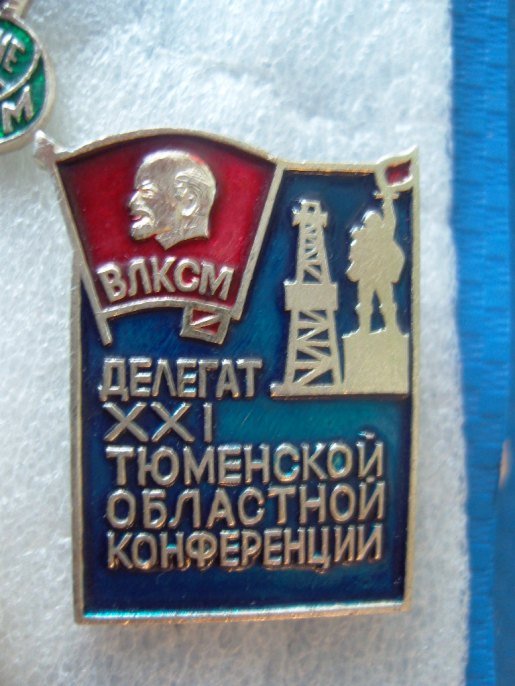 ВЛКСМ
ДЕЛЕГАТ
XXI
ТЮМЕНСКОЙ
ОБЛАСТНОЙ
КОНФЕРЕНЦИИ